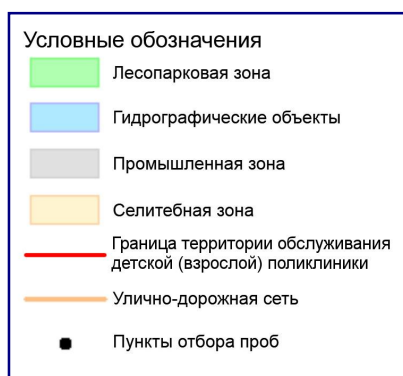 Условные обозначения
Лесопарковая зона
Гидрографические объекты
Промышленная зона
Селитебная зона
Граница территории обслуживания
детской (взрослой) поликлиники
Улично-дорожная сеть
Пункты отбора проб